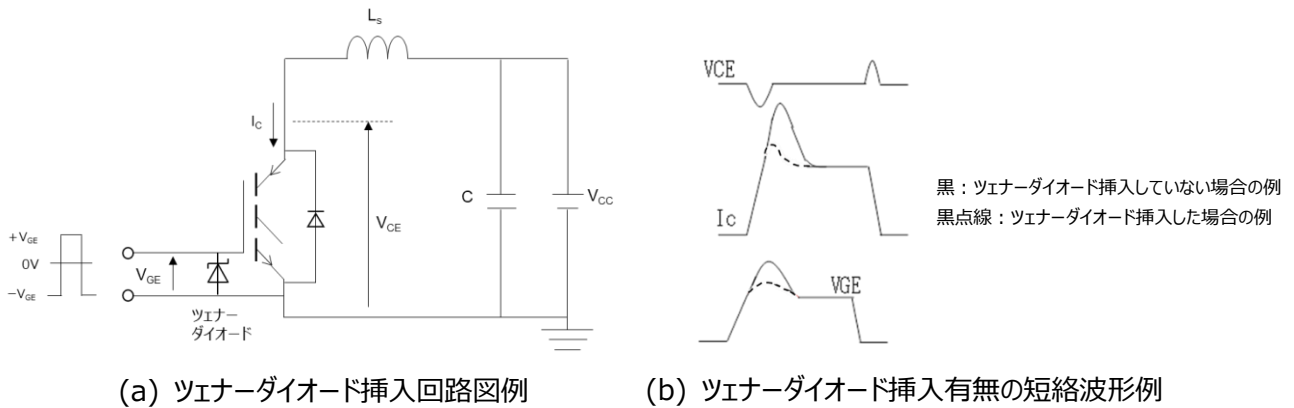 Ls
IC
C
VCC
VCE
+VGE
0V
−VGE
VGE
ツェナー
ダイオード
(a) ツェナーダイオード挿入回路図例
VCE
Ic
VGE
黒：ツェナーダイオード挿入していない場合の例
黒点線：ツェナーダイオード挿入した場合の例
(b) ツェナーダイオード挿入有無の短絡波形例